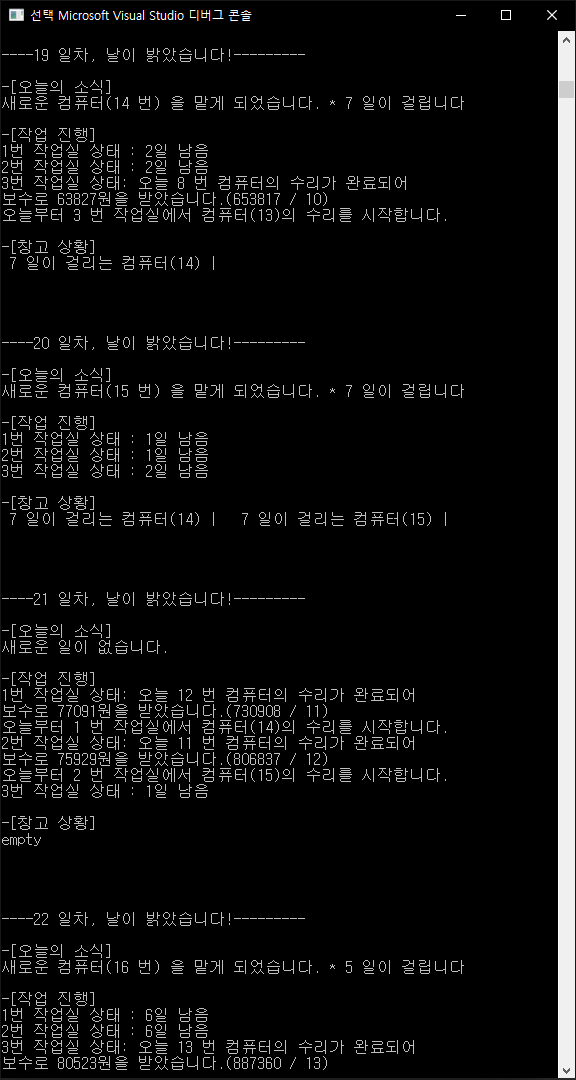 선택 Microsoft Visual Studio 디버그 콘솔
----19 일차, 날이 밝았습니다!---------
-[오늘의 소식]
새로운 컴퓨터(14 번) 을 맡게 되었습니다. * 7 일이 걸립니다
-[작업 진행]
1번 작업실 상태 : 2일 남음
2번 작업실 상태 : 2일 남음
3번 작업실 상태: 오늘 8 번 컴퓨터의 수리가 완료되어
보수로 63827원을 받았습니다.(653817 / 10)
오늘부터 3 번 작업실에서 컴퓨터(13)의 수리를 시작합니다.
-[창고 상황]
7 일이 걸리는 컴퓨터(14) |
----20 일차, 날이 밝았습니다!---------
-[오늘의 소식]
새로운 컴퓨터(15 번) 을 맡게 되었습니다. * 7 일이 걸립니다
-[작업 진행]
1번 작업실 상태 : 1일 남음
2번 작업실 상태 : 1일 남음
3번 작업실 상태 : 2일 남음
-[창고 상황]
7 일이 걸리는 컴퓨터(14) |   7 일이 걸리는 컴퓨터(15) |
----21 일차, 날이 밝았습니다!---------
-[오늘의 소식]
새로운 일이 없습니다.
-[작업 진행]
1번 작업실 상태: 오늘 12 번 컴퓨터의 수리가 완료되어
보수로 77091원을 받았습니다.(730908 / 11)
오늘부터 1 번 작업실에서 컴퓨터(14)의 수리를 시작합니다.
2번 작업실 상태: 오늘 11 번 컴퓨터의 수리가 완료되어
보수로 75929원을 받았습니다.(806837 / 12)
오늘부터 2 번 작업실에서 컴퓨터(15)의 수리를 시작합니다.
3번 작업실 상태 : 1일 남음
-[창고 상황]
empty
----22 일차, 날이 밝았습니다!---------
-[오늘의 소식]
새로운 컴퓨터(16 번) 을 맡게 되었습니다. * 5 일이 걸립니다
-[작업 진행]
1번 작업실 상태 : 6일 남음
2번 작업실 상태 : 6일 남음
3번 작업실 상태: 오늘 13 번 컴퓨터의 수리가 완료되어
보수로 80523원을 받았습니다.(887360 / 13)